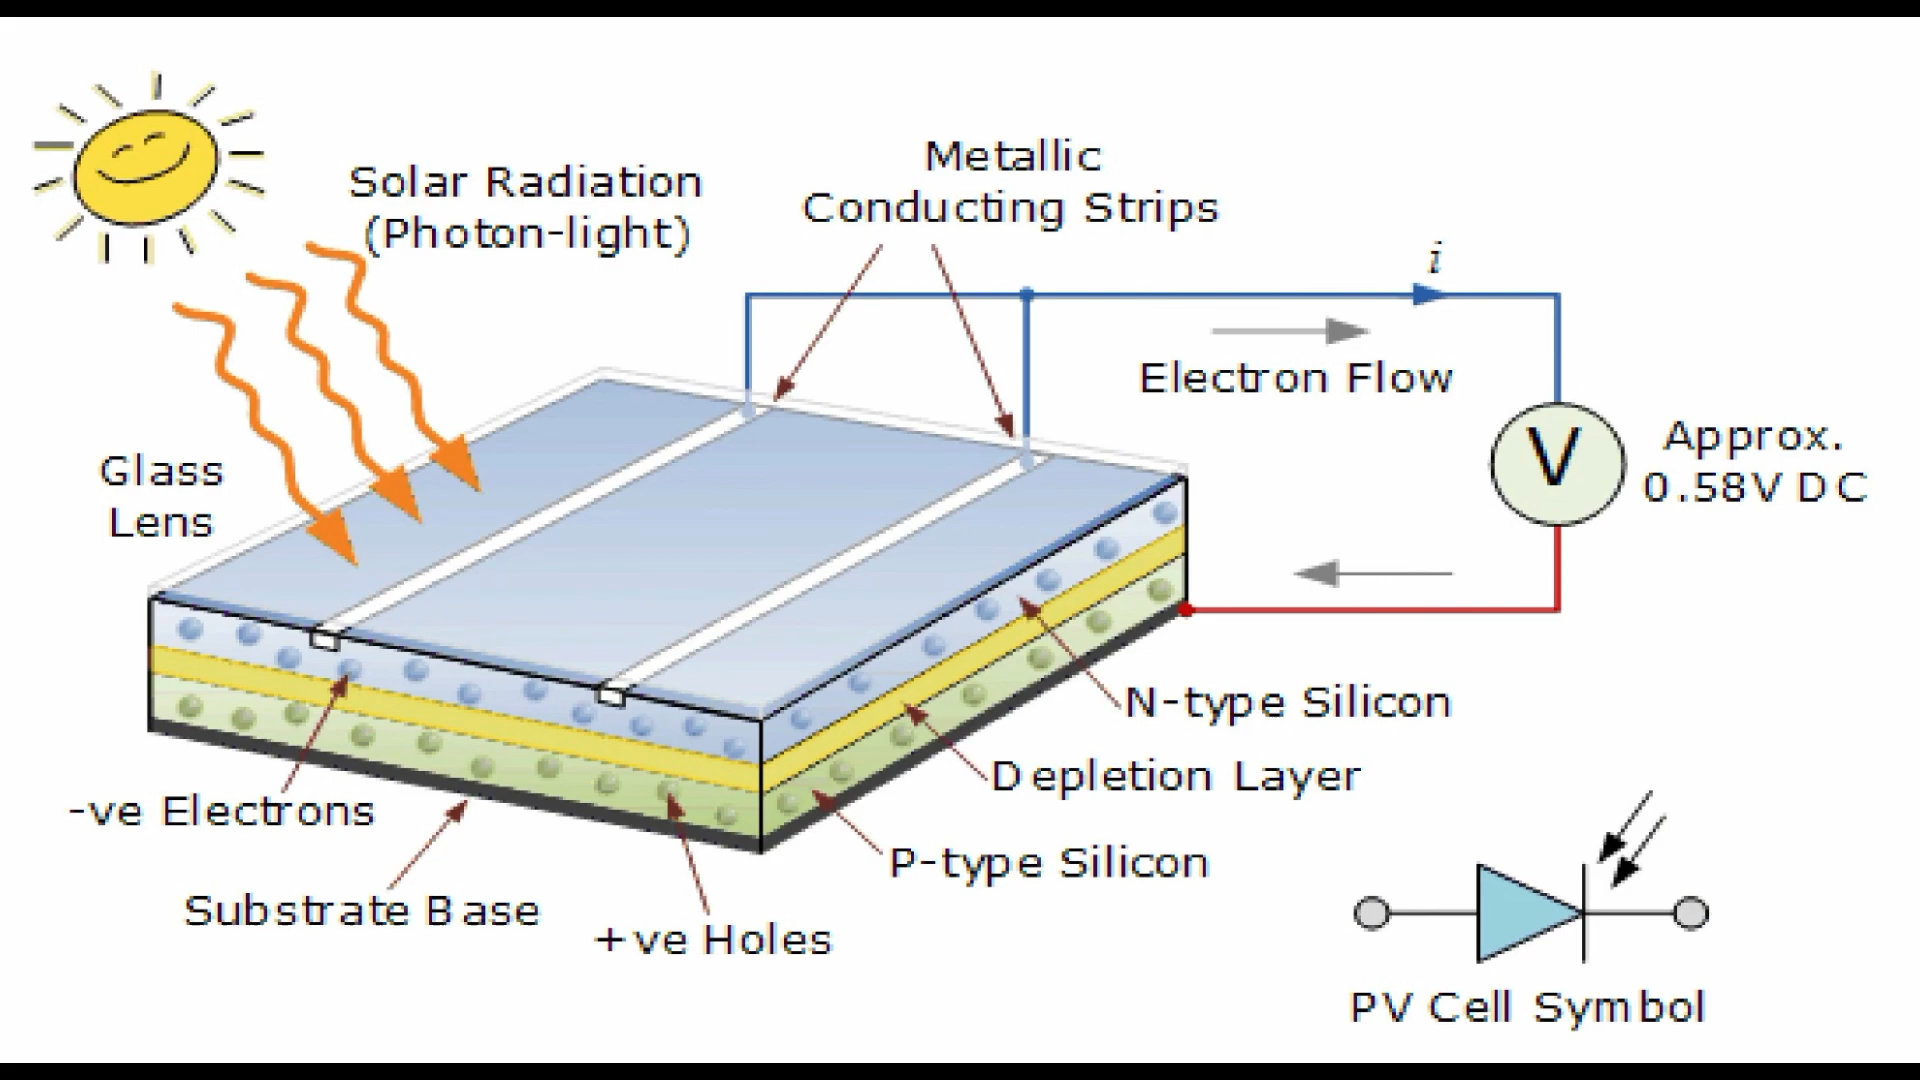 Solar Radiation
(Photon-light)
Metallic
Conducting Strips
i
Electron Flow
V
Approx.
0.58V DC
Glass
Lens
N-type Silicon
Depletion Layer
P-type Silicon
-ve Electrons
Substrate Base
+ve Holes
PV Cell Symbol